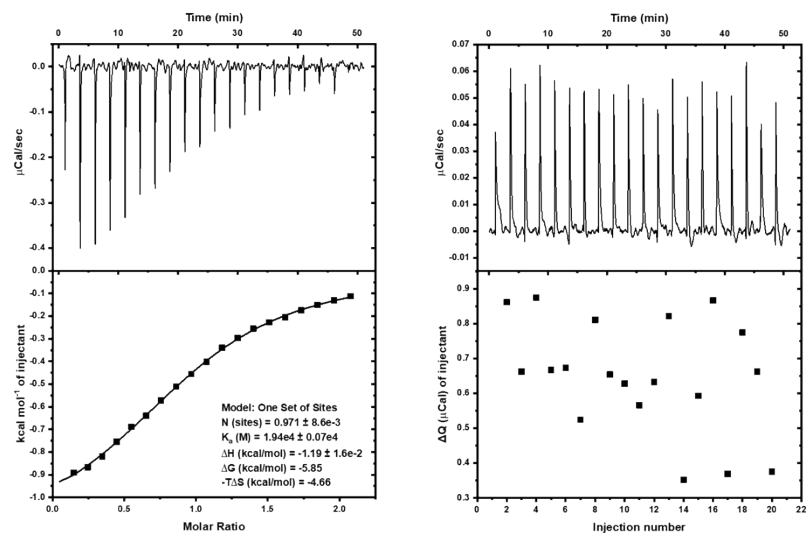 Time (min)
0 10 20 30 40 50
0.0
-0.1
-0.2
-0.3
-0.4
μCal/sec
0.0
-0.1
-0.2
-0.3
-0.4
-0.5
-0.6
-0.7
-0.8
-0.9
-1.0
kcal mol⁻¹ of injectant
Model: One Set of Sites
N (sites) = 0.971 ± 8.6e-3
Ka (M) = 1.94e4 ± 0.07e4
ΔH (kcal/mol) = -1.19 ± 1.6e-2
ΔG (kcal/mol) = -5.85
-TΔS (kcal/mol) = -4.66
0.0 0.5 1.0 1.5 2.0
Molar Ratio
Time (min)
0 10 20 30 40 50
0.07
0.06
0.05
0.04
0.03
0.02
0.01
0.00
-0.01
μCal/sec
0.9
0.8
0.7
0.6
0.5
0.4
0.3
ΔQ (μCal) of injectant
0 2 4 6 8 10 12 14 16 18 20 22
Injection number